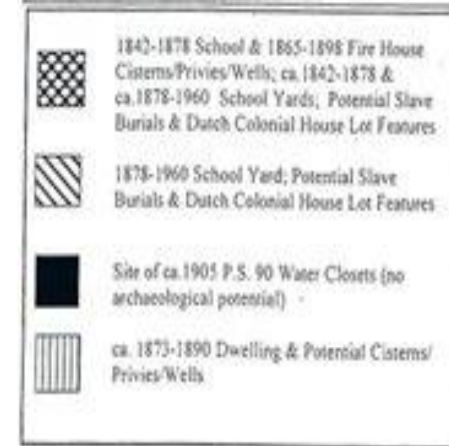 1842-1878 School & 1865-1898 Fire House
Cisterns/Privies/Wells; ca.1842-1878 &
ca.1878-1960 School Yards; Potential Slave
Burials & Dutch Colonial House Lot Features
1878-1960 School Yard; Potential Slave
Burials & Dutch Colonial House Lot Features
Site of ca.1905 P.S. 90 Water Closets (no
archaeological potential)
ca. 1873-1890 Dwelling & Potential Cisterns/
Privies/Wells